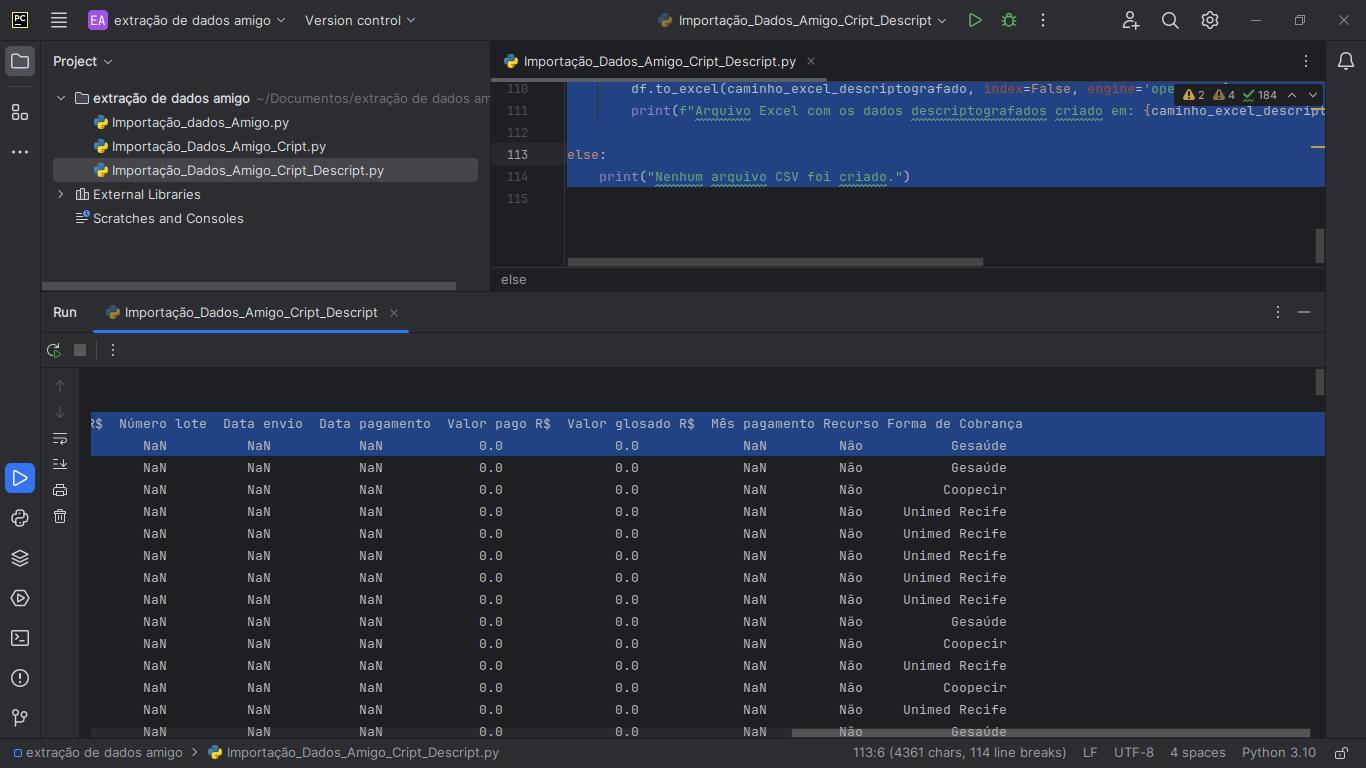 PC EA extração de dados amigo Version control Importação_Dados_Amigo_Cript_Descript
Project
extração de dados amigo ~/Documentos/extração de dados am
Importação_dados_Amigo.py
Importação_Dados_Amigo_Cript.py
Importação_Dados_Amigo_Cript_Descript.py
External Libraries
Scratches and Consoles
Importação_Dados_Amigo_Cript_Descript.py
110 df.to_excel(caminho_excel_descriptografado, index=False, engine='ope
2 4 184
111 print(f"Arquivo Excel com os dados descriptografados criado em: {caminho_excel_descript
112
113 else:
114 print("Nenhum arquivo CSV foi criado.")
115
else
Run Importação_Dados_Amigo_Cript_Descript
R$ Número lote Data envio Data pagamento Valor pago R$ Valor glosado R$ Mês pagamento Recurso Forma de Cobrança
NaN NaN NaN 0.0 0.0 NaN Não Gesaúde
NaN NaN NaN 0.0 0.0 NaN Não Gesaúde
NaN NaN NaN 0.0 0.0 NaN Não Coopecir
NaN NaN NaN 0.0 0.0 NaN Não Unimed Recife
NaN NaN NaN 0.0 0.0 NaN Não Unimed Recife
NaN NaN NaN 0.0 0.0 NaN Não Unimed Recife
NaN NaN NaN 0.0 0.0 NaN Não Unimed Recife
NaN NaN NaN 0.0 0.0 NaN Não Unimed Recife
NaN NaN NaN 0.0 0.0 NaN Não Gesaúde
NaN NaN NaN 0.0 0.0 NaN Não Coopecir
NaN NaN NaN 0.0 0.0 NaN Não Unimed Recife
NaN NaN NaN 0.0 0.0 NaN Não Coopecir
NaN NaN NaN 0.0 0.0 NaN Não Unimed Recife
NaN NaN NaN 0.0 0.0 NaN Não Gesaúde
extração de dados amigo Importação_Dados_Amigo_Cript_Descript.py 113:6 (4361 chars, 114 line breaks) LF UTF-8 4 spaces Python 3.10